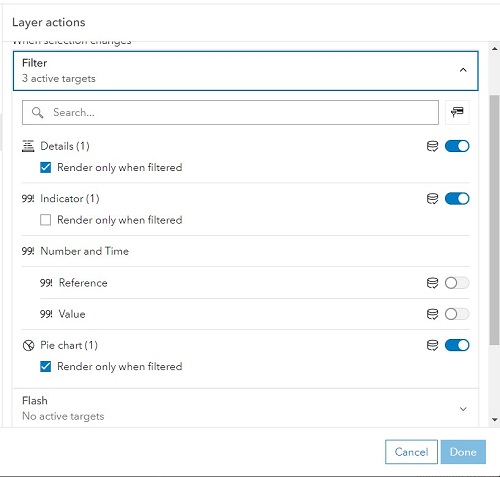 Layer actions
When selection changes
Filter
3 active targets
Search...
Details (1)
Render only when filtered
99! Indicator (1)
Render only when filtered
99! Number and Time
99! Reference
99! Value
Pie chart (1)
Render only when filtered
Flash
No active targets
Cancel Done